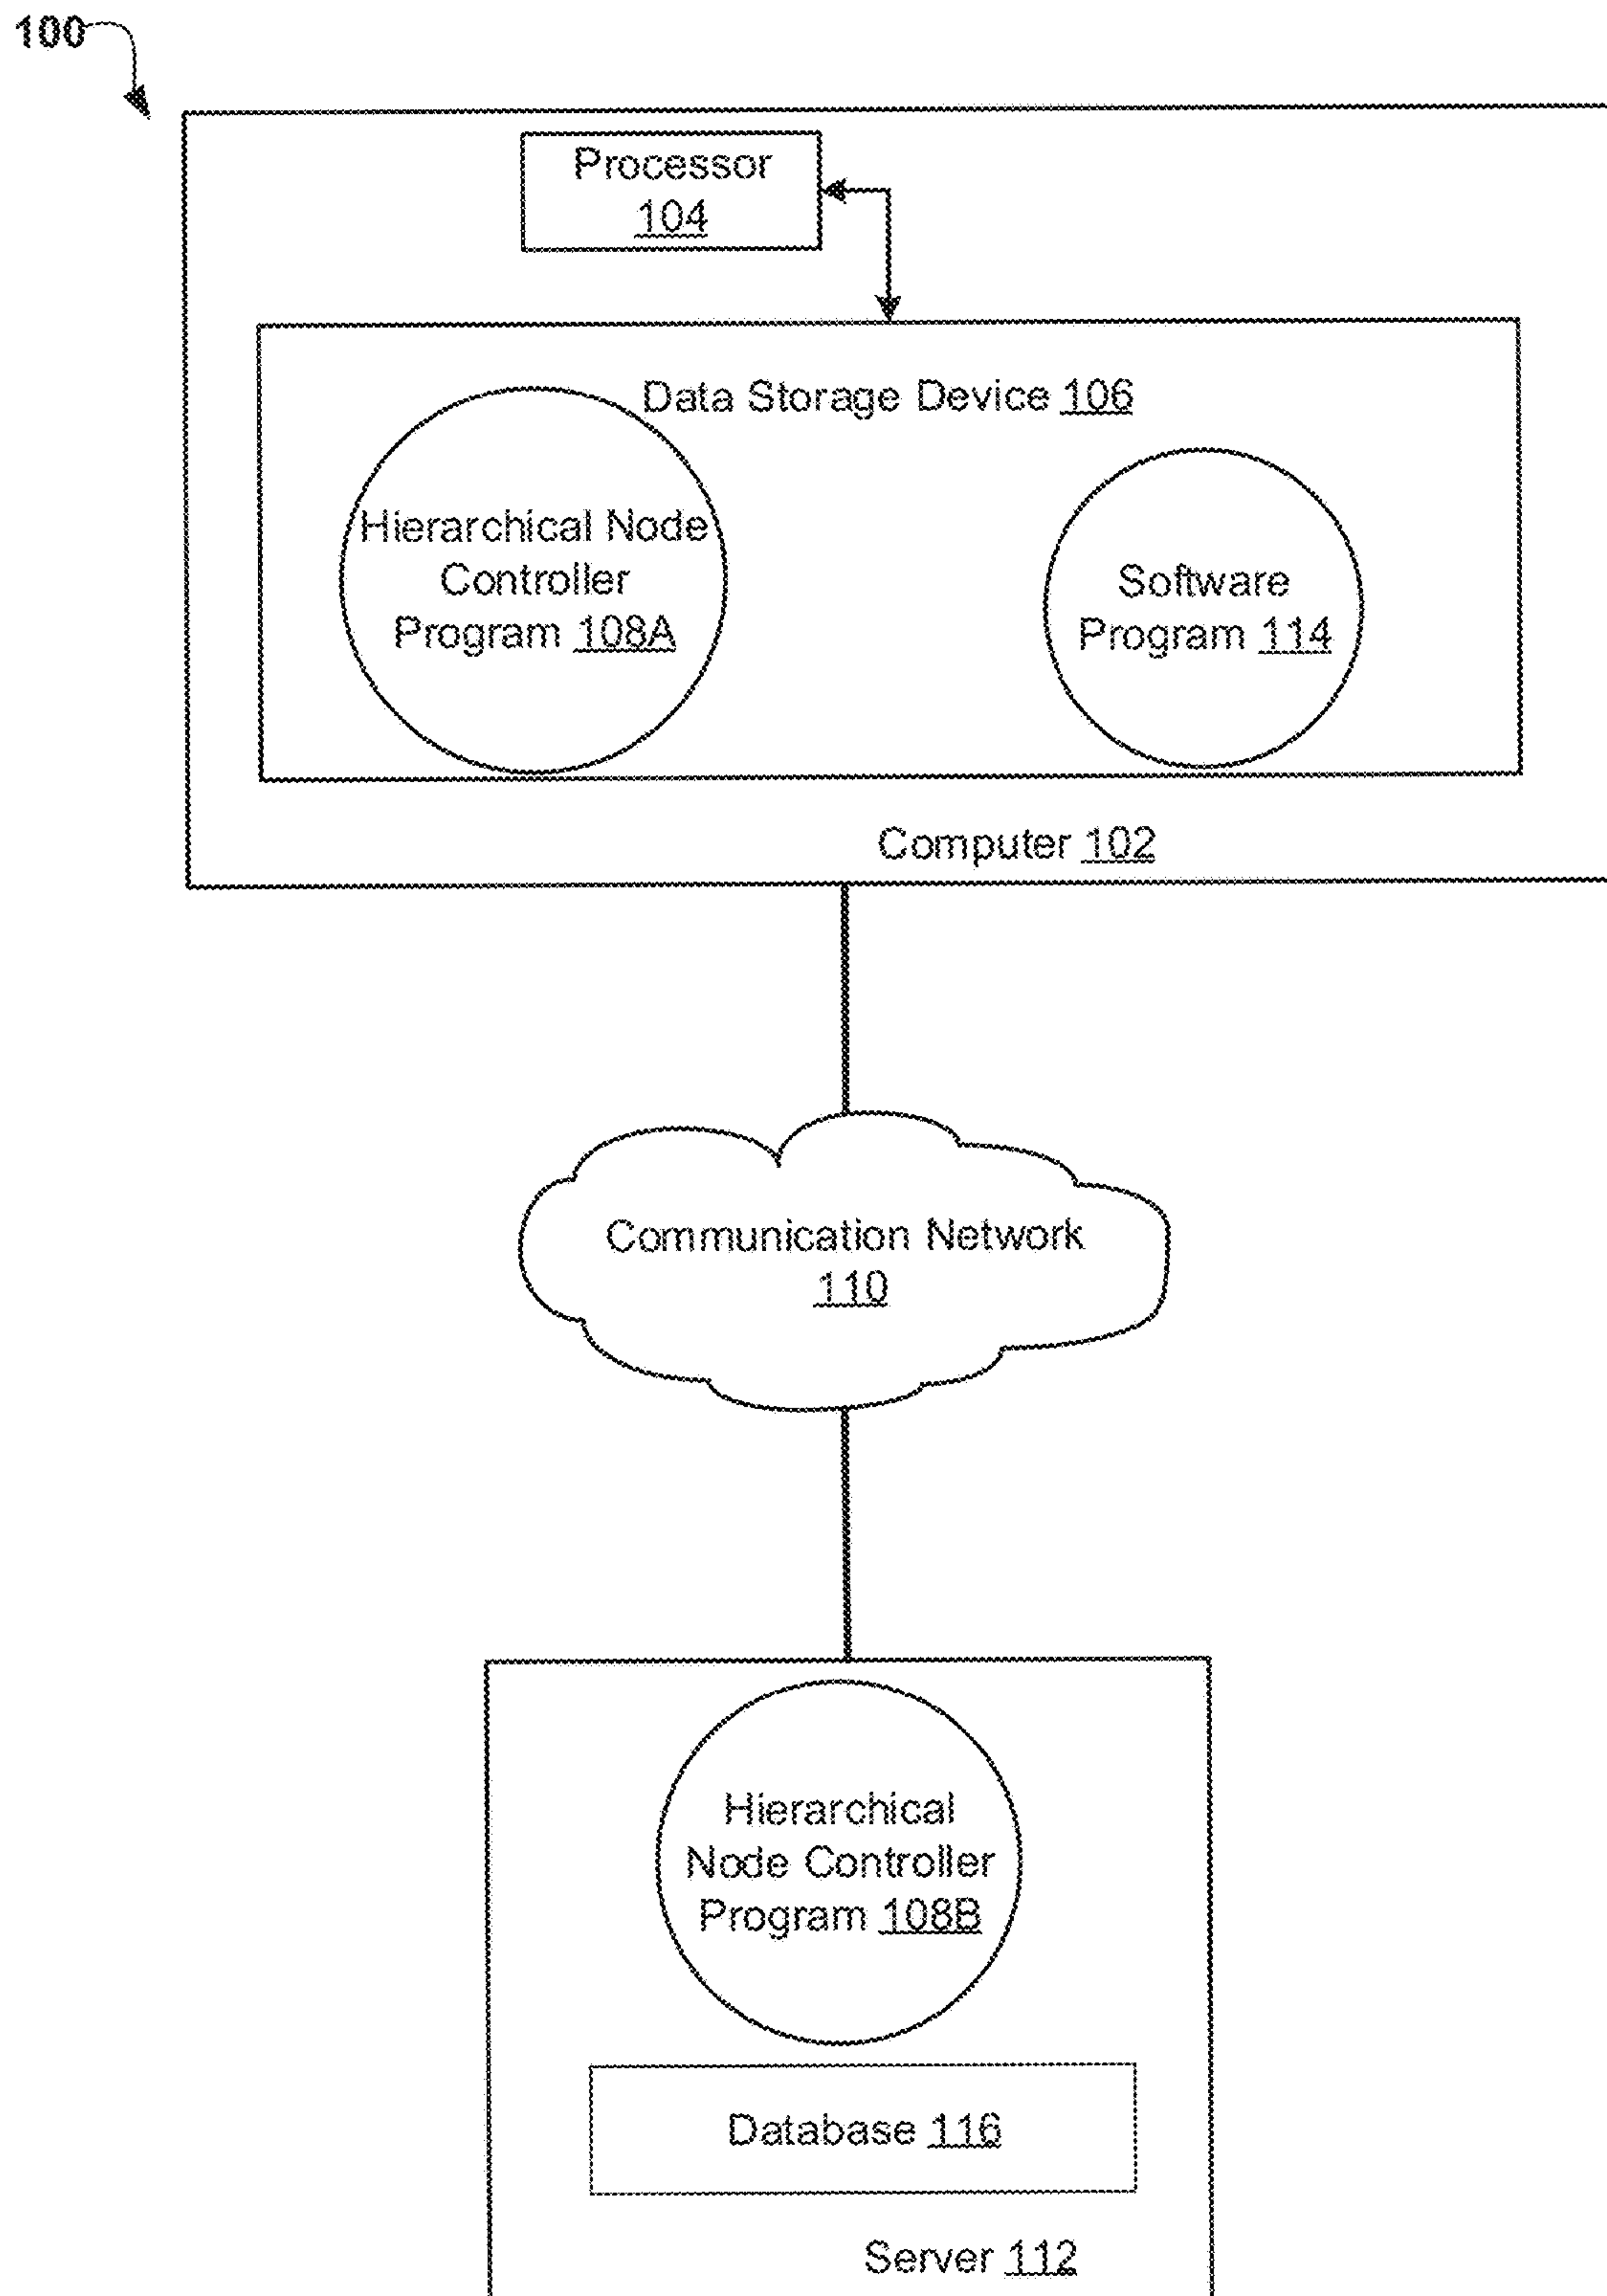 100
Processor
104
Data Storage Device 106
Hierarchical Node
Controller
Program 108A
Software
Program 114
Computer 102
Communication Network
110
Hierarchical
Node Controller
Program 108B
Database 116
Server 112